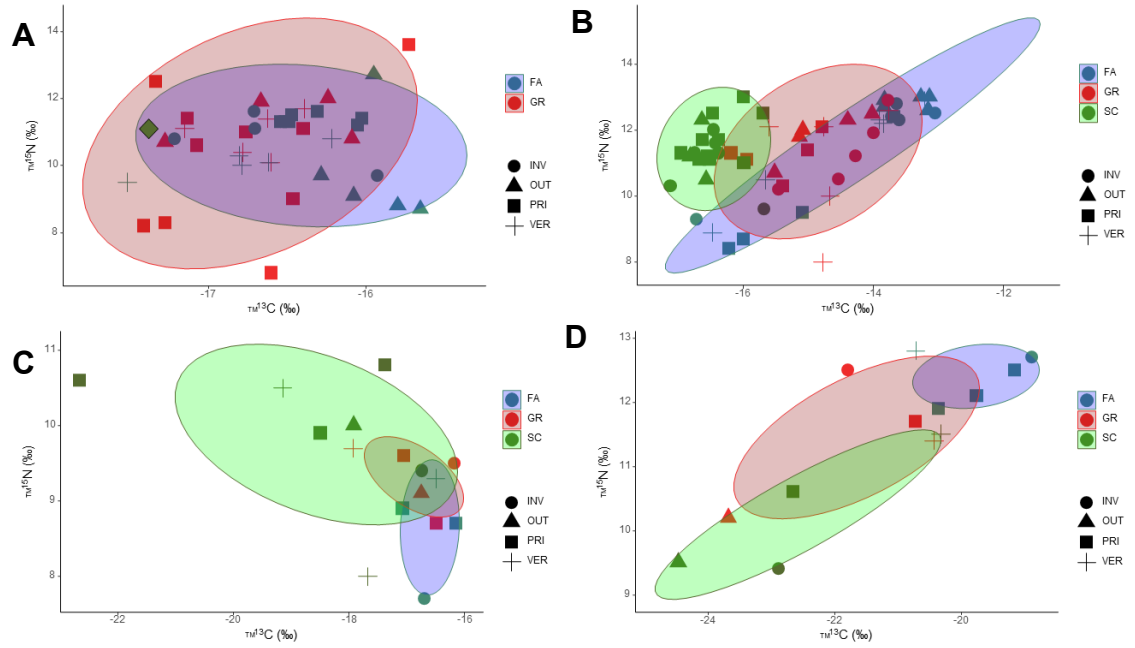 A
14
12
10
8
-17
-16
™15N (‰)
™13C (‰)
FA
GR
INV
OUT
PRI
VER
B
14
12
10
8
-16
-14
-12
™15N (‰)
™13C (‰)
FA
GR
SC
INV
OUT
PRI
VER
C
11
10
9
8
-22
-20
-18
-16
™15N (‰)
™13C (‰)
FA
GR
SC
INV
OUT
PRI
VER
D
13
12
11
10
9
-24
-22
-20
™15N (‰)
™13C (‰)
FA
GR
SC
INV
OUT
PRI
VER